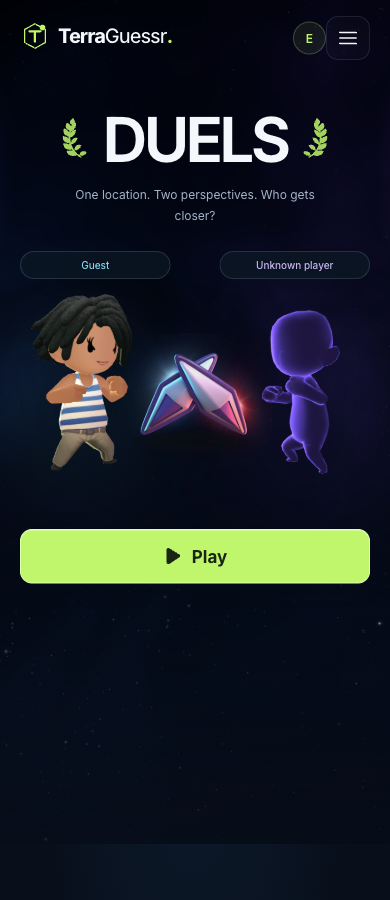 TerraGuessr.
E
DUELS
One location. Two perspectives. Who gets
closer?
Guest
Unknown player
Play